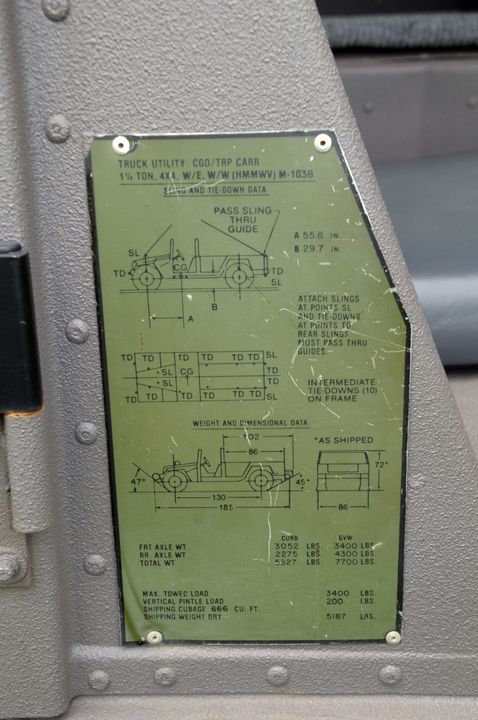 TRUCK UTILITY: CGO/TRP CARR
1¼ TON, 4X4, W/E, W/W (HMMWV) M-1038
SLING AND TIE-DOWN DATA
PASS SLING
THRU
GUIDE
A 55.8 IN.
B 29.7 IN.
SL
TD
CG
TD
SL
A
B
ATTACH SLINGS
AT POINTS SL
AND TIE-DOWNS
AT POINTS TD
REAR SLINGS
MUST PASS THRU
GUIDES
TD TD TD TD TD SL
SL CG
SL
TD TD TD TD TD SL
INTERMEDIATE
TIE DOWNS (10)
ON FRAME
WEIGHT AND DIMENSIONAL DATA
102
86
*AS SHIPPED
47°
45°
72*
130
185
86
CURB GVW
FRT AXLE WT 3052 LBS. 3400 LBS.
RR. AXLE WT 2275 LBS. 4300 LBS.
TOTAL WT 5327 LBS. 7700 LBS.
MAX. TOWED LOAD 3400 LBS.
VERTICAL PINTLE LOAD 200 LBS.
SHIPPING CUBAGE 666 CU. FT.
SHIPPING WEIGHT DRY 5187 LBS.